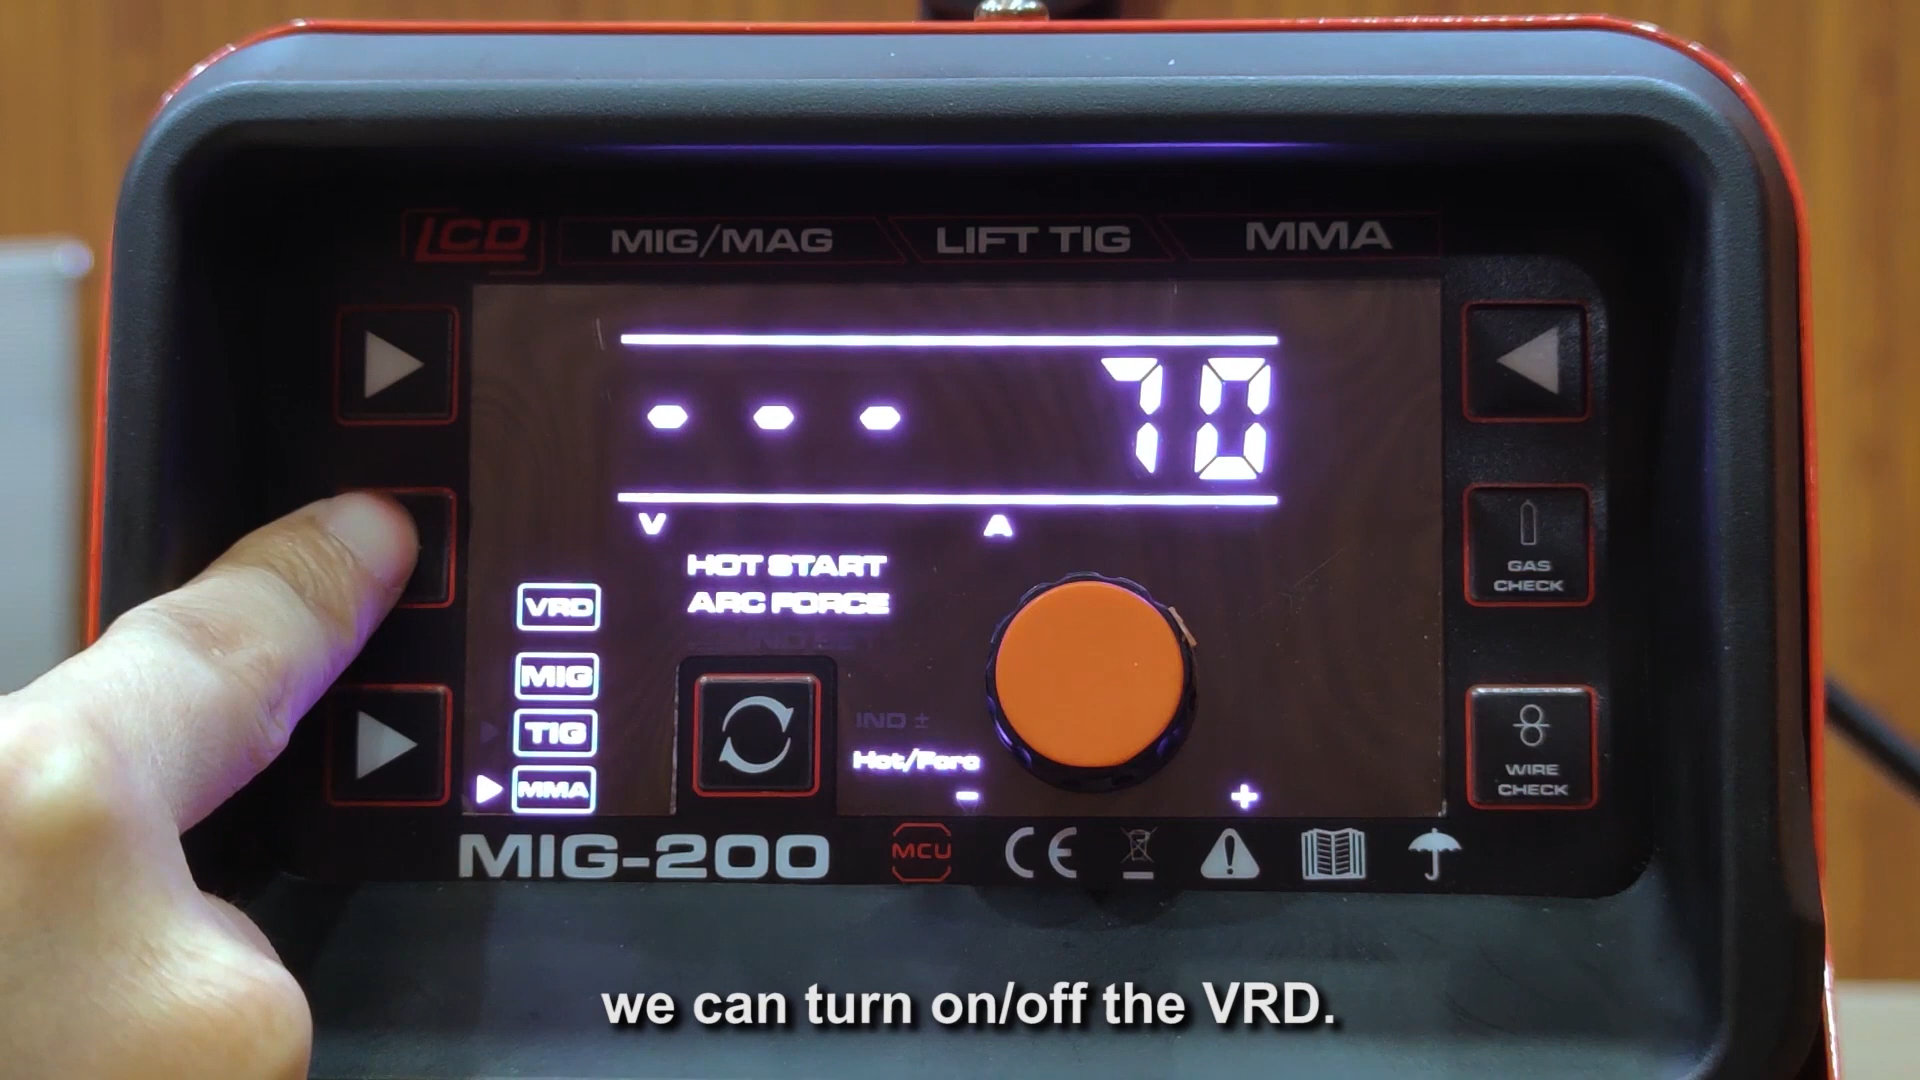 LCD MIG/MAG LIFT TIG MMA
- - - 70
V A
HOT START
ARC FORCE
VRD
MIG
TIG
MMA
IND ±
Hot/Forc
- +
GAS
CHECK
WIRE
CHECK
MIG-200 MCU CE
we can turn on/off the VRD.